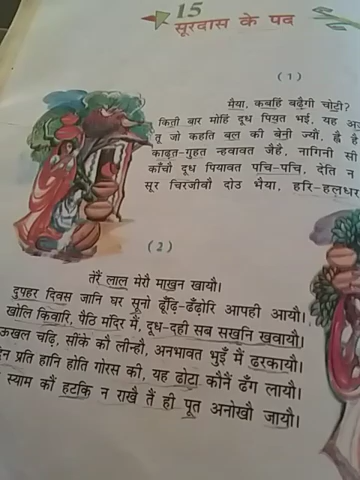 15
सूरदास के पद
(1)
मैया, कबहिं बढ़ैगी चोटी?
किती बार मोहिं दूध पियत भई, यह अज
तू जो कहति बल की बेनी ज्यौं, ह्वै है
काढ़त-गुहत न्हवावत जैहै, नागिनी सी
काँचौ दूध पियावत पचि-पचि, देति न
सूर चिरजीवौ दोउ भैया, हरि-हलधर
(2)
तेरैं लाल मेरौ माखन खायौ।
दुपहर दिवस जानि घर सूनो ढूँढ़ि-ढँढ़ोरि आपही आयौ।
खोलि किवारि, पैठि मंदिर मैं, दूध-दही सब सखनि खवायौ।
ऊखल चढ़ि, सींके कौ लीन्हौ, अनभावत भुइँ मैं ढरकायौ।
दिन प्रति हानि होति गोरस की, यह ढोटा कौनैं ढँग लायौ।
स्याम कौं हटकि न राखै तैं ही पूत अनोखौ जायौ।